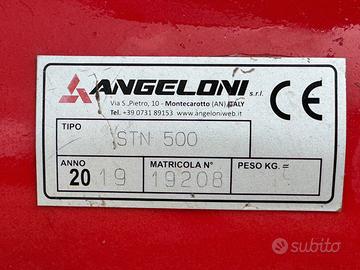 ANGELONI s.r.l.
Via S.Pietro, 10 - Montecarotto (AN) ITALY
Tel. +39 0731 89153 www.angeloniweb.it
CE
TIPO
STN 500
ANNO MATRICOLA N° PESO KG.
2019 19208
subito